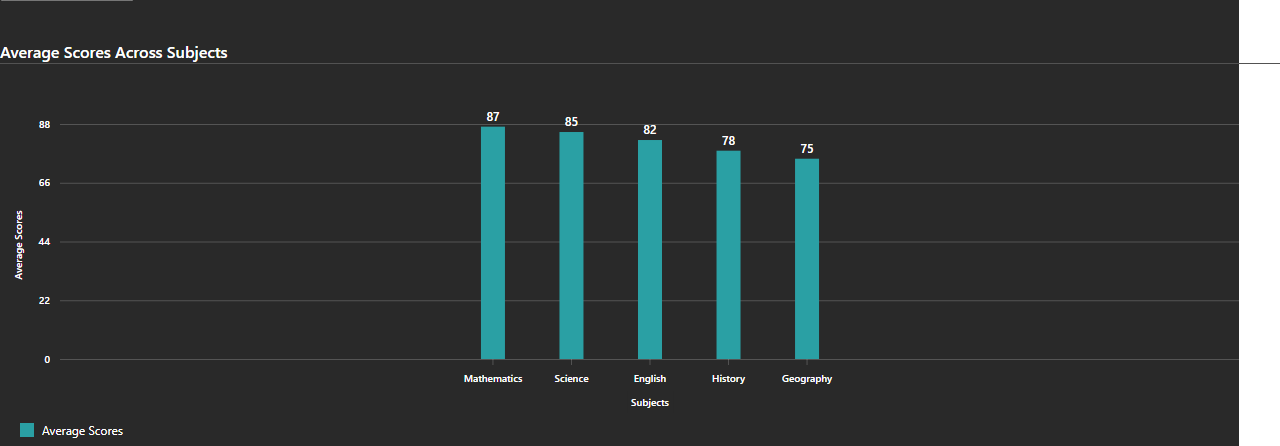 Average Scores Across Subjects
87
85
82
78
75
88
66
44
22
0
Average Scores
Mathematics Science English History Geography
Subjects
Average Scores